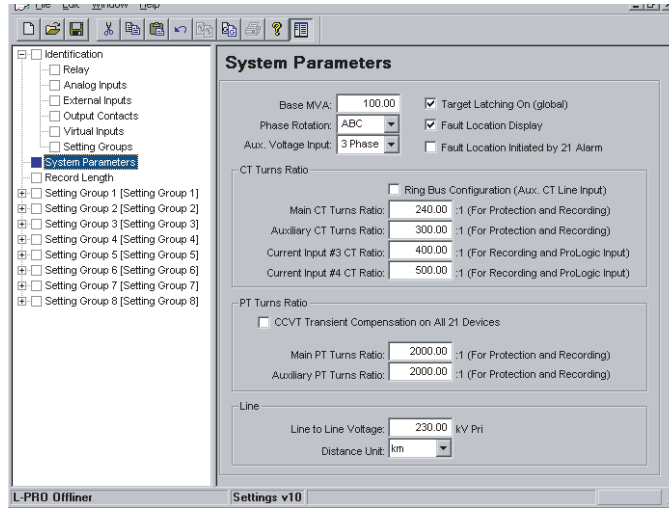 File Edit Window Help
Identification
Relay
Analog Inputs
External Inputs
Output Contacts
Virtual Inputs
Setting Groups
System Parameters
Record Length
Setting Group 1 [Setting Group 1]
Setting Group 2 [Setting Group 2]
Setting Group 3 [Setting Group 3]
Setting Group 4 [Setting Group 4]
Setting Group 5 [Setting Group 5]
Setting Group 6 [Setting Group 6]
Setting Group 7 [Setting Group 7]
Setting Group 8 [Setting Group 8]
System Parameters
Base MVA: 100.00 Target Latching On (global)
Phase Rotation: ABC Fault Location Display
Aux. Voltage Input: 3 Phase Fault Location Initiated by 21 Alarm
CT Turns Ratio
Ring Bus Configuration (Aux. CT Line Input)
Main CT Turns Ratio: 240.00 :1 (For Protection and Recording)
Auxiliary CT Turns Ratio: 300.00 :1 (For Protection and Recording)
Current Input #3 CT Ratio: 400.00 :1 (For Recording and ProLogic Input)
Current Input #4 CT Ratio: 500.00 :1 (For Recording and ProLogic Input)
PT Turns Ratio
CCVT Transient Compensation on All 21 Devices
Main PT Turns Ratio: 2000.00 :1 (For Protection and Recording)
Auxiliary PT Turns Ratio: 2000.00 :1 (For Protection and Recording)
Line
Line to Line Voltage: 230.00 kV Pri
Distance Unit: km
L-PRO Offliner Settings v10